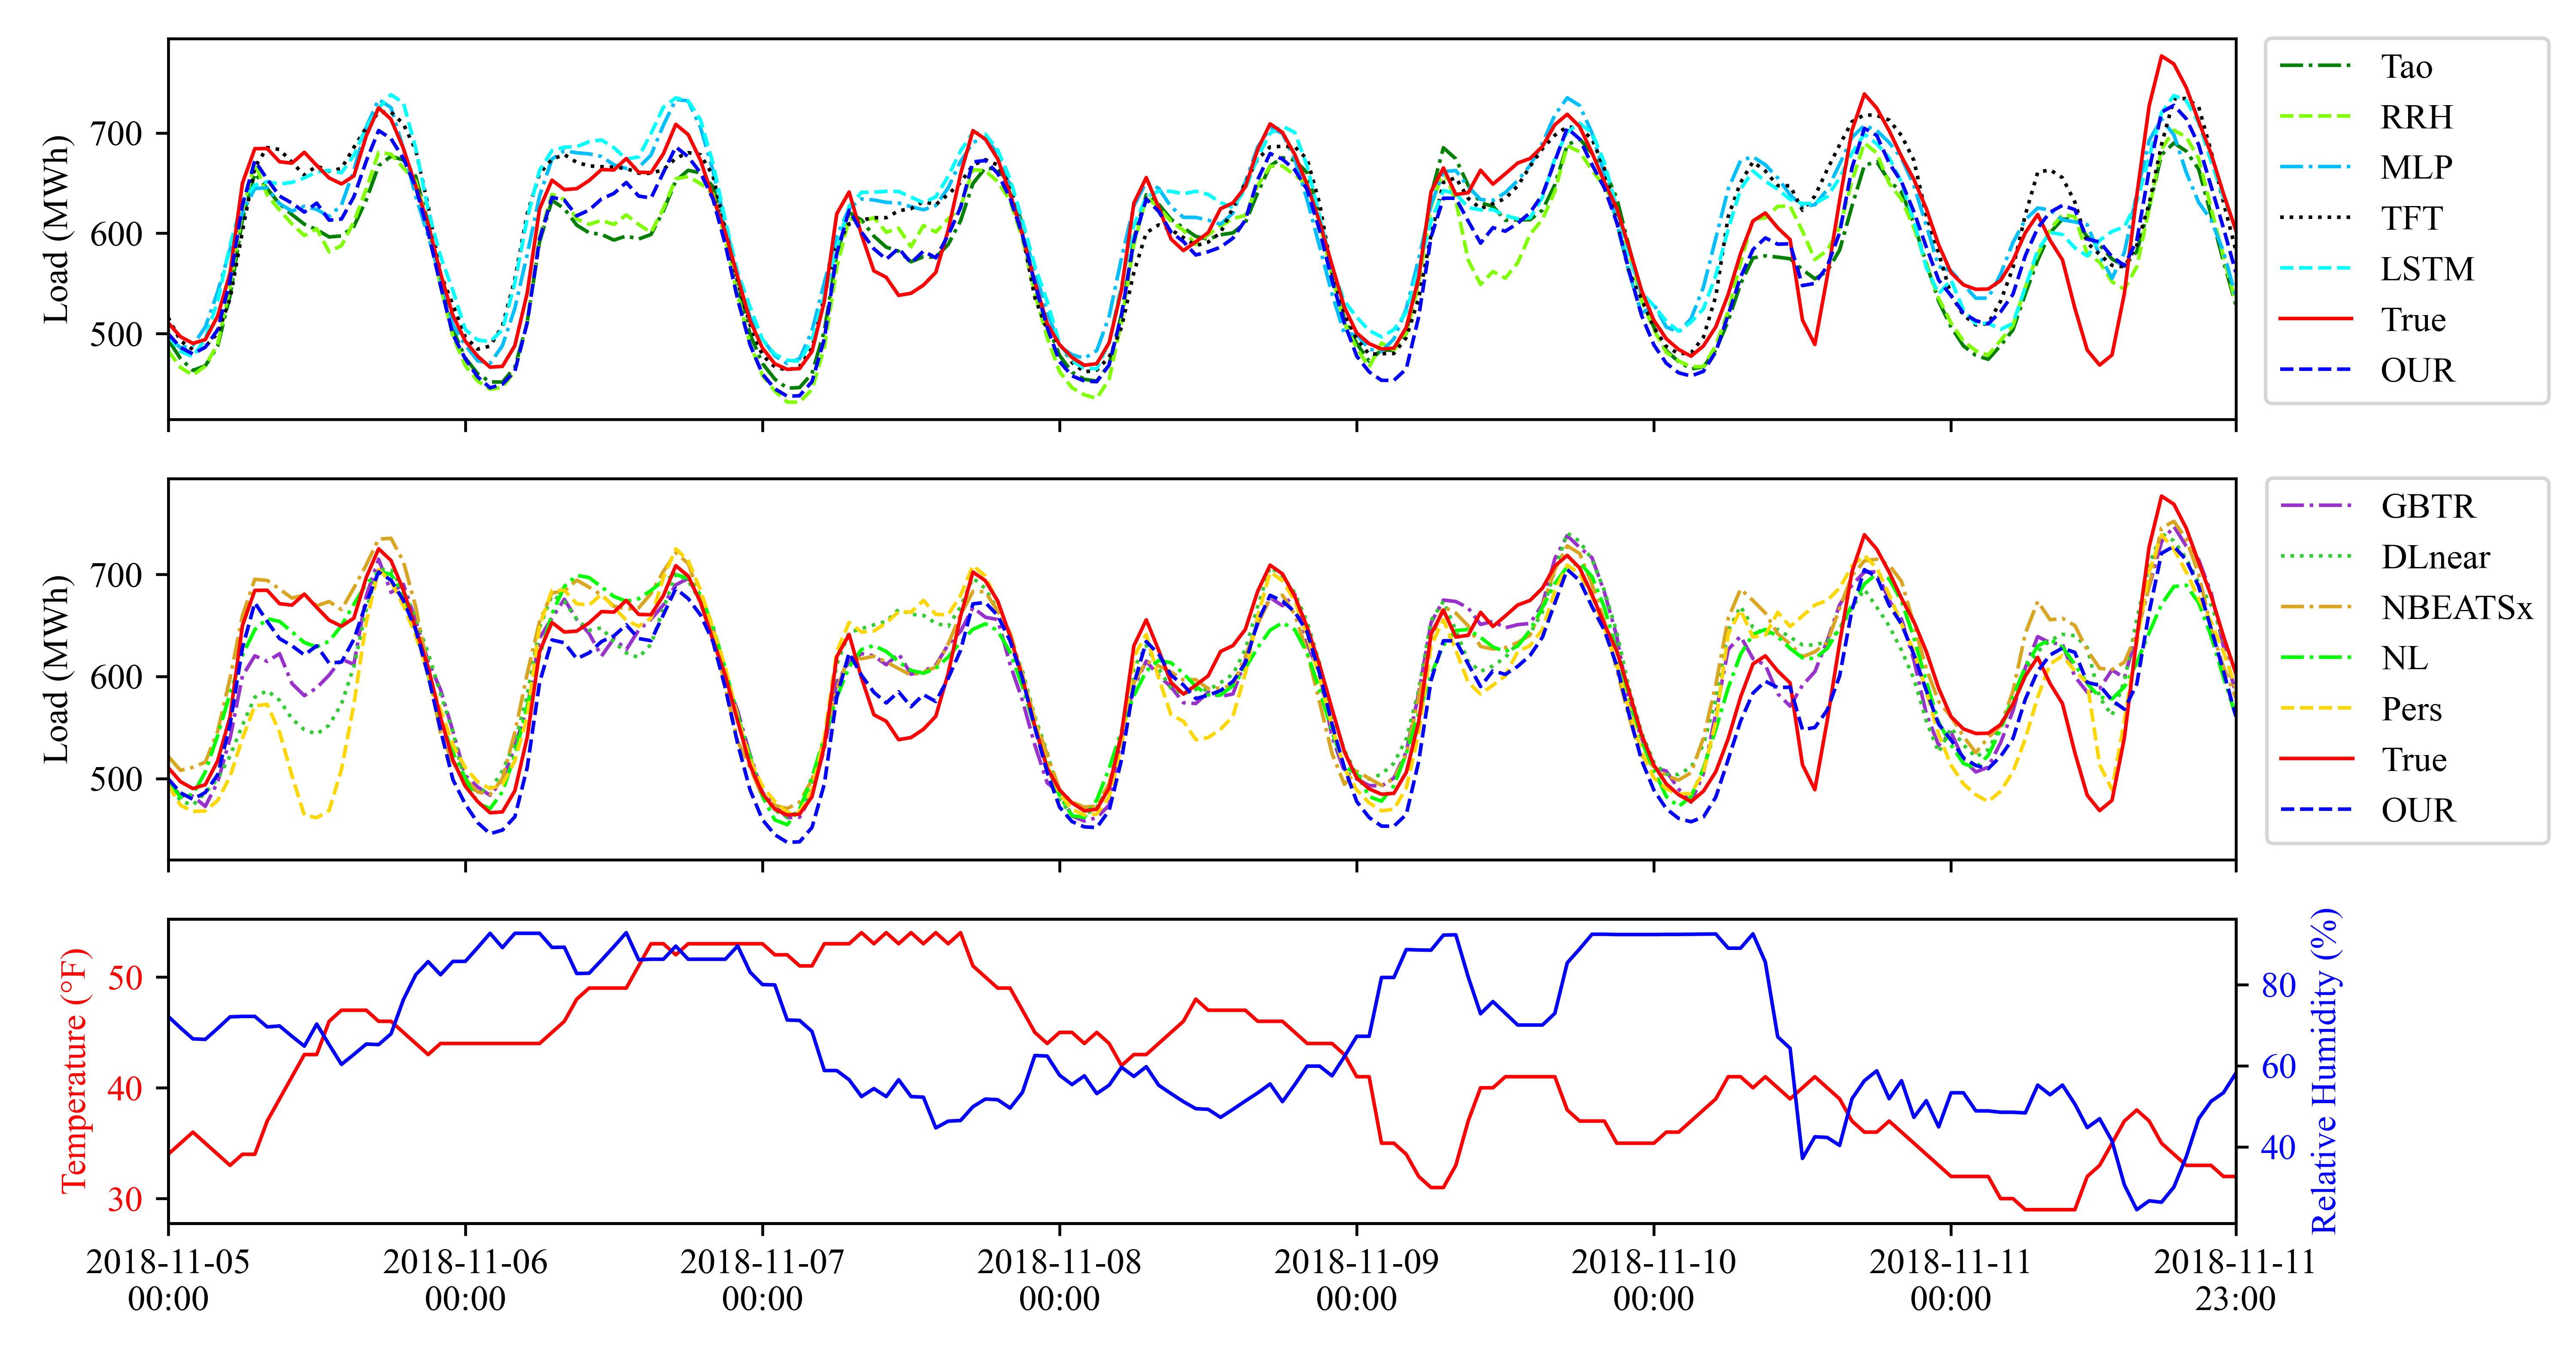 Load (MWh)
700
600
500
Tao
RRH
MLP
TFT
LSTM
True
OUR
Load (MWh)
700
600
500
GBTR
DLnear
NBEATSx
NL
Pers
True
OUR
Temperature (°F)
50
40
30
80
60
40
Relative Humidity (%)
2018-11-05 2018-11-06 2018-11-07 2018-11-08 2018-11-09 2018-11-10 2018-11-11 2018-11-11
00:00 00:00 00:00 00:00 00:00 00:00 00:00 23:00